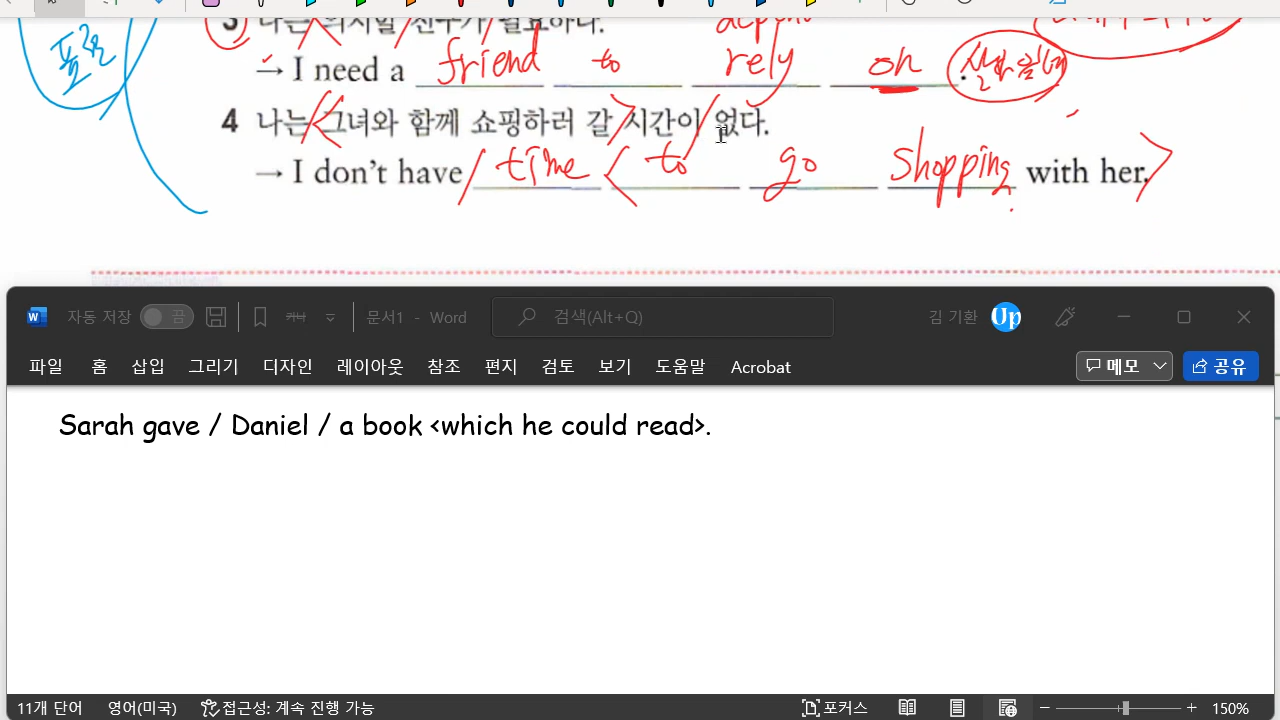 3 나는 의지할 친구가 필요하다.
depend
→ I need a friend to rely on .
4 나는 그녀와 함께 쇼핑하러 갈 시간이 없다.
→ I don't have / time < to go shopping with her. >
자동 저장 끔 문서1 - Word 검색(Alt+Q) 김 기환 Up
파일 홈 삽입 그리기 디자인 레이아웃 참조 편지 검토 보기 도움말 Acrobat 메모 공유
Sarah gave / Daniel / a book <which he could read>.
11개 단어 영어(미국) 접근성: 계속 진행 가능 포커스 150%